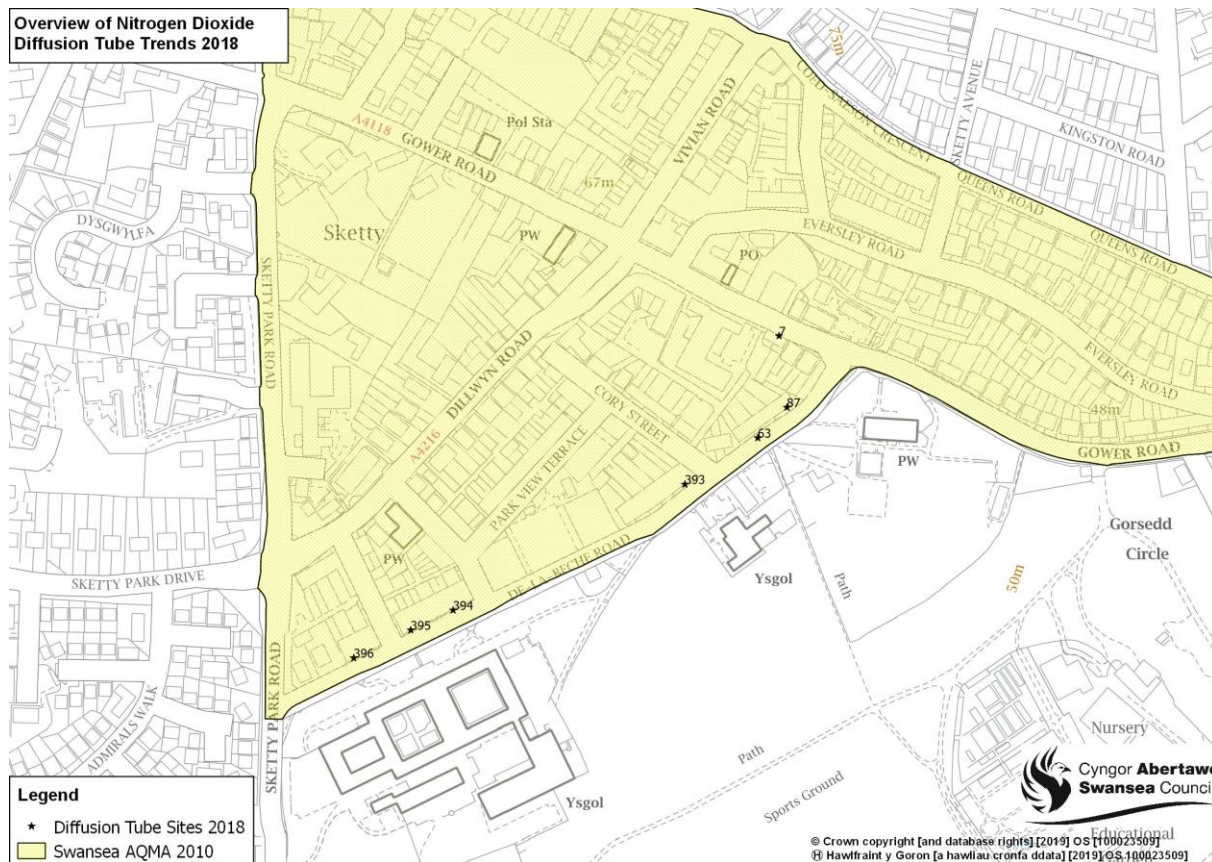 Overview of Nitrogen Dioxide
Diffusion Tube Trends 2018
75m
COED SAESON CRESCENT
SKETTY AVENUE
KINGSTON ROAD
A4118
GOWER ROAD
Pol Sta
VIVIAN ROAD
67m
QUEENS ROAD
QUEENS ROAD
DYSGWYLFA
Sketty
PW
PO
EVERSLEY ROAD
EVERSLEY ROAD
SKETTY PARK ROAD
7
DILLWYN ROAD
A4216
CORY STREET
PARK VIEW TERRACE
87
53
48m
GOWER ROAD
PW
393
PW
DE-LA-BECHE ROAD
Ysgol
Path
Gorsedd
Circle
50m
SKETTY PARK DRIVE
394
395
396
SKETTY PARK ROAD
ADMIRALS WALK
Nursery
Path
Sports Ground
Ysgol
Educational
Legend
Diffusion Tube Sites 2018
Swansea AQMA 2010
Cyngor Abertawe
Swansea Council
© Crown copyright [and database rights] [2019] OS [100023509]
Ⓗ Hawlfraint y Goron [a hawliau cronfa ddata] [2019] OS [100023509]